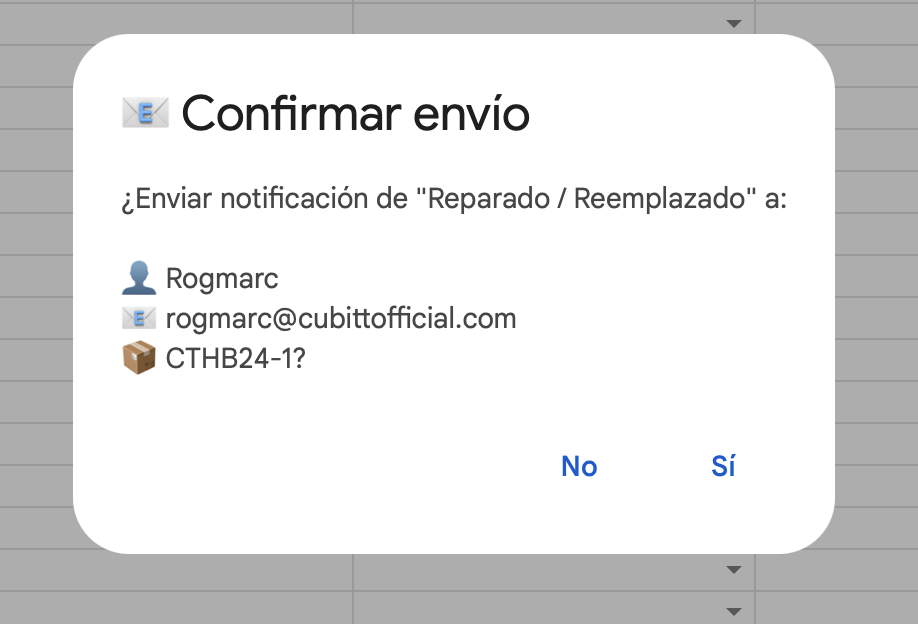 📧 Confirmar envío
¿Enviar notificación de "Reparado / Reemplazado" a:
👤 Rogmarc
📧 rogmarc@cubittofficial.com
📦 CTHB24-1?
No Sí